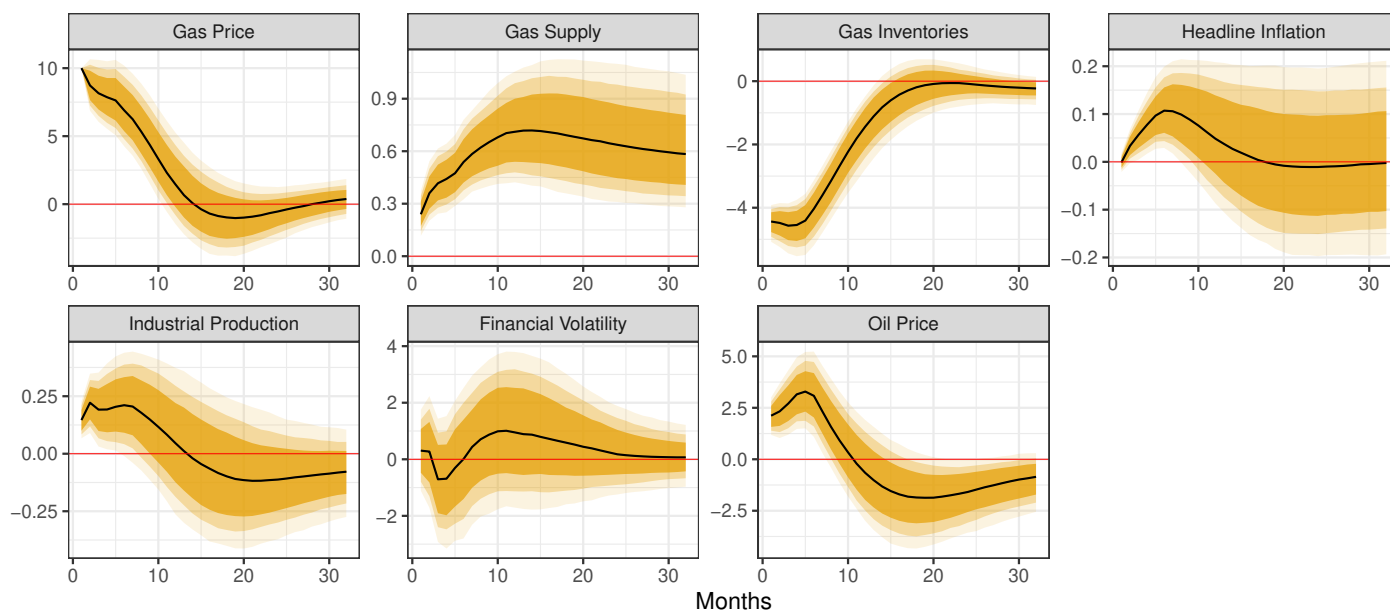 Gas Price
Gas Supply
Gas Inventories
Headline Inflation
10
5
0
0 10 20 30
0.9
0.6
0.3
0.0
0 10 20 30
0
−2
−4
0 10 20 30
0.2
0.1
0.0
−0.1
−0.2
0 10 20 30
Industrial Production
Financial Volatility
Oil Price
0.25
0.00
−0.25
0 10 20 30
4
2
0
−2
0 10 20 30
5.0
2.5
0.0
−2.5
0 10 20 30
Months